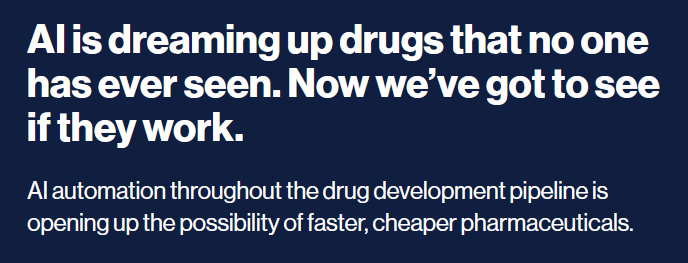 AI is dreaming up drugs that no one
has ever seen. Now we’ve got to see
if they work.
AI automation throughout the drug development pipeline is
opening up the possibility of faster, cheaper pharmaceuticals.